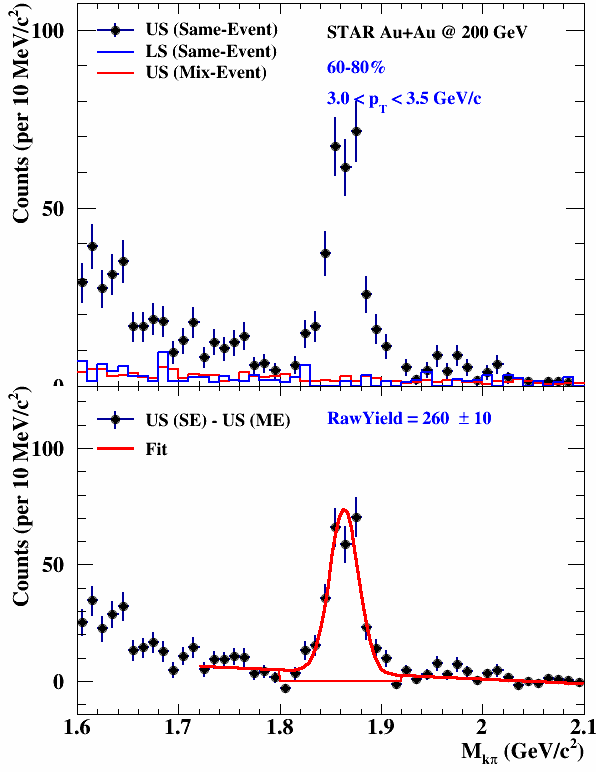 100
50
0
Counts (per 10 MeV/c²)
US (Same-Event)
LS (Same-Event)
US (Mix-Event)
STAR Au+Au @ 200 GeV
60-80%
3.0 < p_T < 3.5 GeV/c
100
50
0
Counts (per 10 MeV/c²)
US (SE) - US (ME)
Fit
RawYield = 260 ± 10
1.6 1.7 1.8 1.9 2 2.1
M_kπ (GeV/c²)